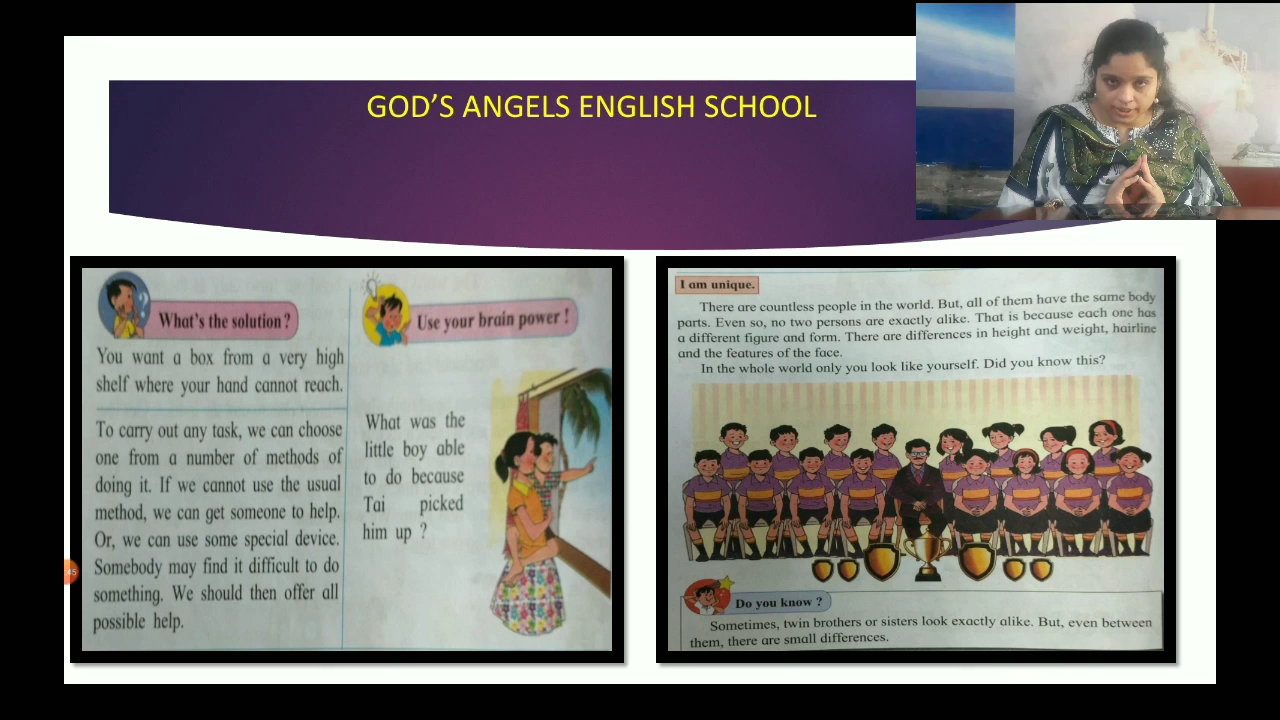 GOD'S ANGELS ENGLISH SCHOOL
What's the solution?
You want a box from a very high
shelf where your hand cannot reach.
To carry out any task, we can choose
one from a number of methods of
doing it. If we cannot use the usual
method, we can get someone to help.
Or, we can use some special device.
Somebody may find it difficult to do
something. We should then offer all
possible help.
Use your brain power !
What was the
little boy able
to do because
Tai picked
him up ?
I am unique.
There are countless people in the world. But, all of them have the same body
parts. Even so, no two persons are exactly alike. That is because each one has
a different figure and form. There are differences in height and weight, hairline
and the features of the face.
In the whole world only you look like yourself. Did you know this?
Do you know ?
Sometimes, twin brothers or sisters look exactly alike. But, even between
them, there are small differences.
45